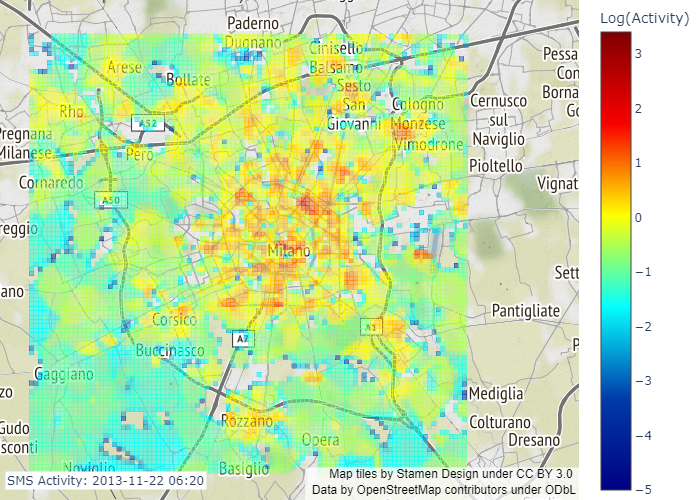 Log(Activity)
Paderno
Dugnano
Cinisello
Balsamo
Arese
Bollate
Sesto
San
Giovanni
Cologno
Monzese
Vimodrone
Cernusco
sul
Naviglio
Pioltello
Pessa
Con
Borna
Go
Vignat
Rho
A52
Pero
Pregnana
Milanese
Cornaredo
A50
reggio
Milano
ano
Sett
Pantigliate
Corsico
A7
A1
Buccinasco
Gaggiano
P
zo
Mediglia
Colturano
Dresano
Gudo
sconti
Rozzano
Opera
Noviglio
Basiglio
SMS Activity: 2013-11-22 06:20
Map tiles by Stamen Design under CC BY 3.0
Data by OpenStreetMap contributors under ODbL
3
2
1
0
−1
−2
−3
−4
−5